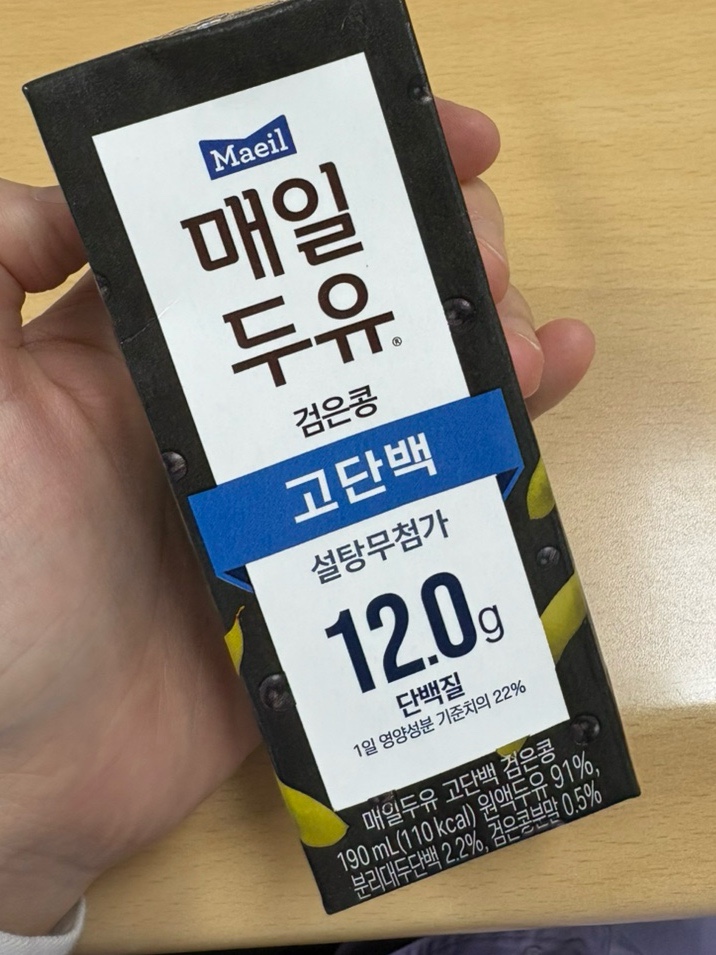 Maeil
매일
두유®
검은콩
고단백
설탕무첨가
12.0g
단백질
1일 영양성분 기준치의 22%
매일두유 고단백 검은콩
190 mL(110 kcal) 원액두유 91%,
분리대두단백 2.2%, 검은콩분말 0.5%